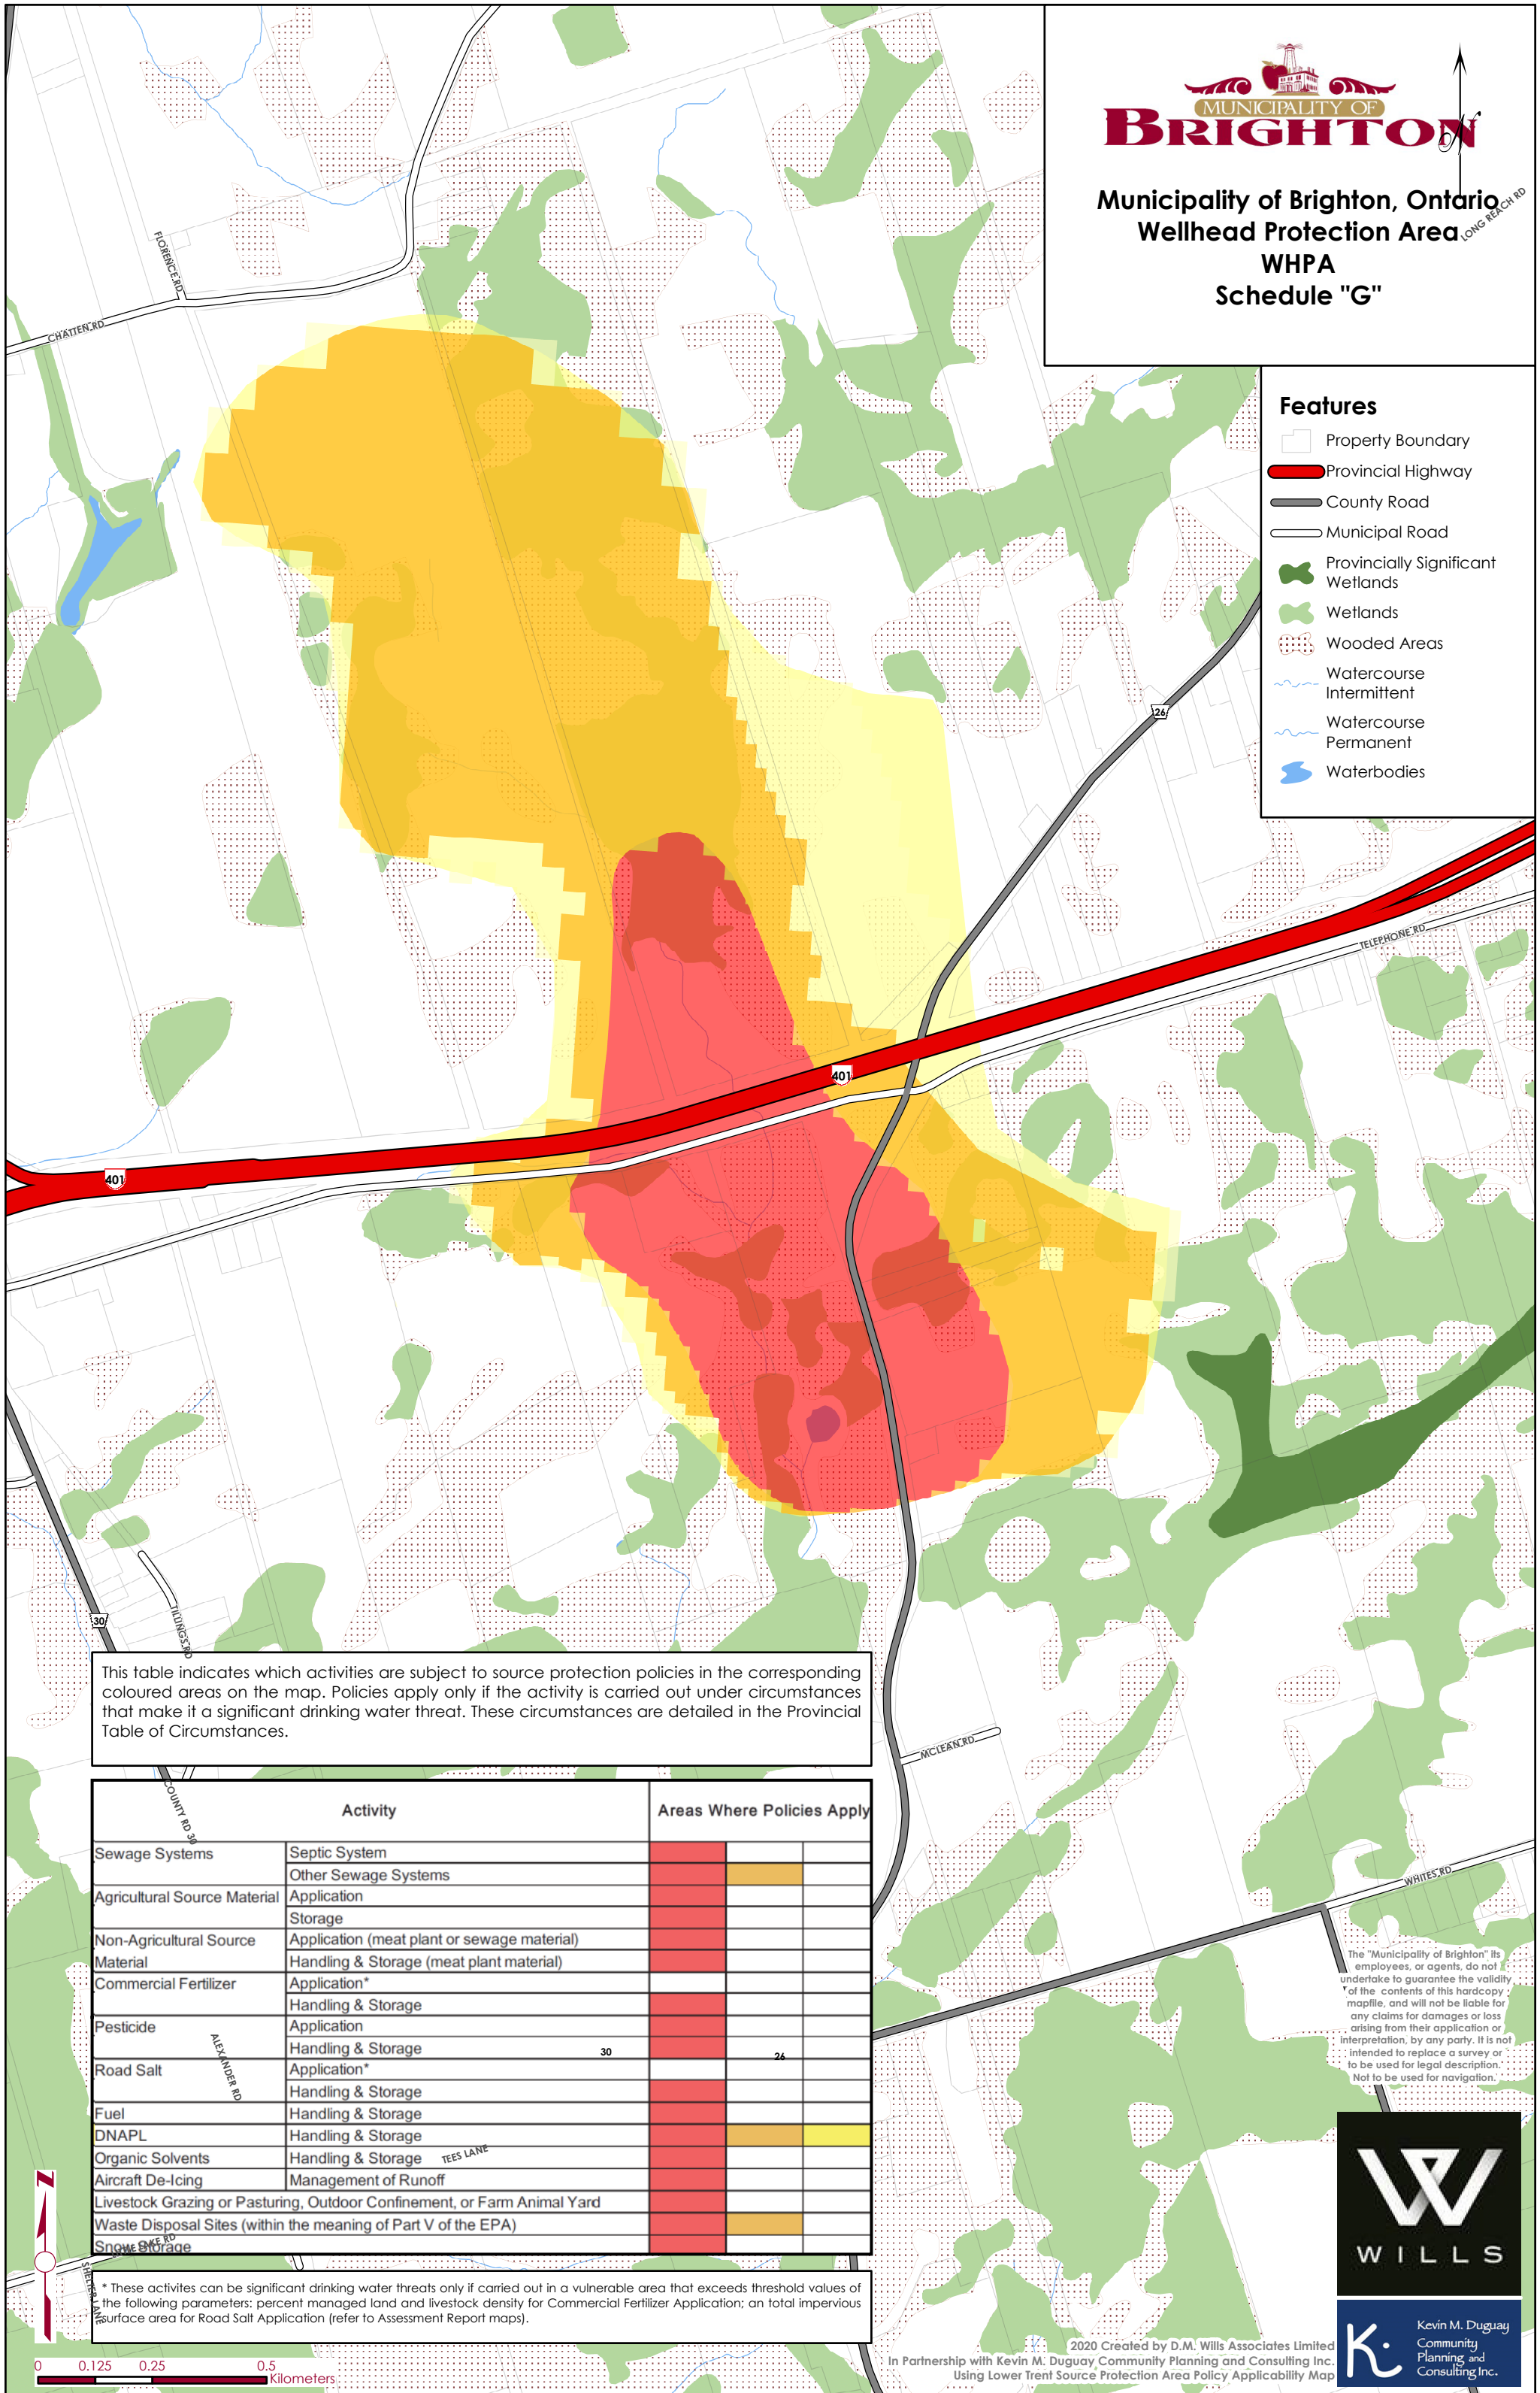 MUNICIPALITY OF
BRIGHTON
N
Municipality of Brighton, Ontario
Wellhead Protection Area
WHPA
Schedule "G"
LONG REACH RD
FLORENCE RD
CHATTEN RD
Features
Property Boundary
Provincial Highway
County Road
Municipal Road
Provincially Significant
Wetlands
Wetlands
Wooded Areas
Watercourse
Intermittent
Watercourse
Permanent
Waterbodies
26
TELEPHONE RD
401
401
30
TILLINGS RD
This table indicates which activities are subject to source protection policies in the corresponding
coloured areas on the map. Policies apply only if the activity is carried out under circumstances
that make it a significant drinking water threat. These circumstances are detailed in the Provincial
Table of Circumstances.
MCLEAN RD
COUNTY RD 30
Activity Areas Where Policies Apply
Sewage Systems Septic System
Other Sewage Systems
Agricultural Source Material Application
Storage
Non-Agricultural Source Application (meat plant or sewage material)
Material Handling & Storage (meat plant material)
Commercial Fertilizer Application*
Handling & Storage
Pesticide Application
Handling & Storage
30
26
Road Salt Application*
Handling & Storage
Fuel Handling & Storage
DNAPL Handling & Storage
Organic Solvents Handling & Storage
Aircraft De-Icing Management of Runoff
Livestock Grazing or Pasturing, Outdoor Confinement, or Farm Animal Yard
Waste Disposal Sites (within the meaning of Part V of the EPA)
Snow Storage
ALEXANDER RD
TEES LANE
SHELTER LANE
WHITES RD
* These activites can be significant drinking water threats only if carried out in a vulnerable area that exceeds threshold values of
the following parameters: percent managed land and livestock density for Commercial Fertilizer Application; an total impervious
surface area for Road Salt Application (refer to Assessment Report maps).
The "Municipality of Brighton" its
employees, or agents, do not
undertake to guarantee the validity
of the contents of this hardcopy
mapfile, and will not be liable for
any claims for damages or loss
arising from their application or
interpretation, by any party. It is not
intended to replace a survey or
to be used for legal description.
Not to be used for navigation.
WILLS
Kevin M. Duguay
Community
Planning and
Consulting Inc.
N
0 0.125 0.25 0.5
Kilometers
2020 Created by D.M. Wills Associates Limited
In Partnership with Kevin M. Duguay Community Planning and Consulting Inc.
Using Lower Trent Source Protection Area Policy Applicability Map